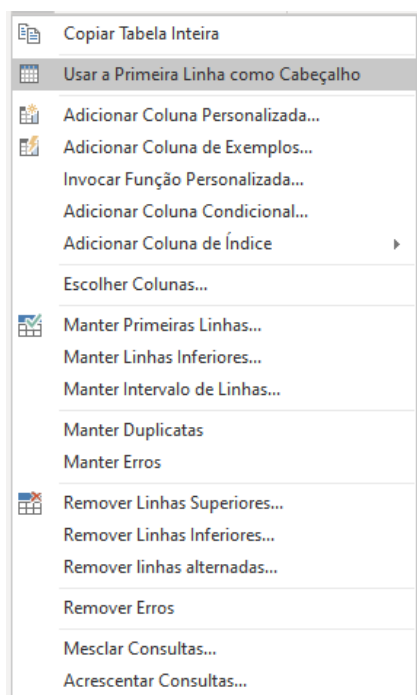 Copiar Tabela Inteira
Usar a Primeira Linha como Cabeçalho
Adicionar Coluna Personalizada...
Adicionar Coluna de Exemplos...
Invocar Função Personalizada...
Adicionar Coluna Condicional...
Adicionar Coluna de Índice
Escolher Colunas...
Manter Primeiras Linhas...
Manter Linhas Inferiores...
Manter Intervalo de Linhas...
Manter Duplicatas
Manter Erros
Remover Linhas Superiores...
Remover Linhas Inferiores...
Remover linhas alternadas...
Remover Erros
Mesclar Consultas...
Acrescentar Consultas...